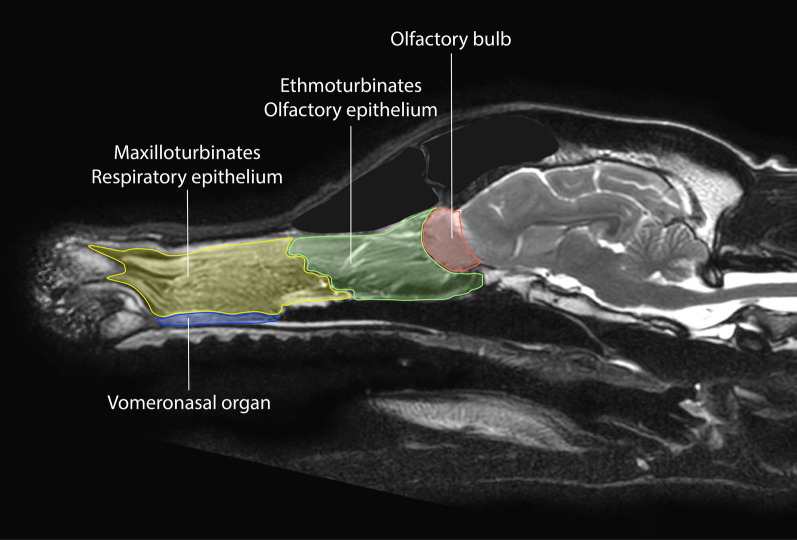 Olfactory bulb
Ethmoturbinates
Olfactory epithelium
Maxilloturbinates
Respiratory epithelium
Vomeronasal organ